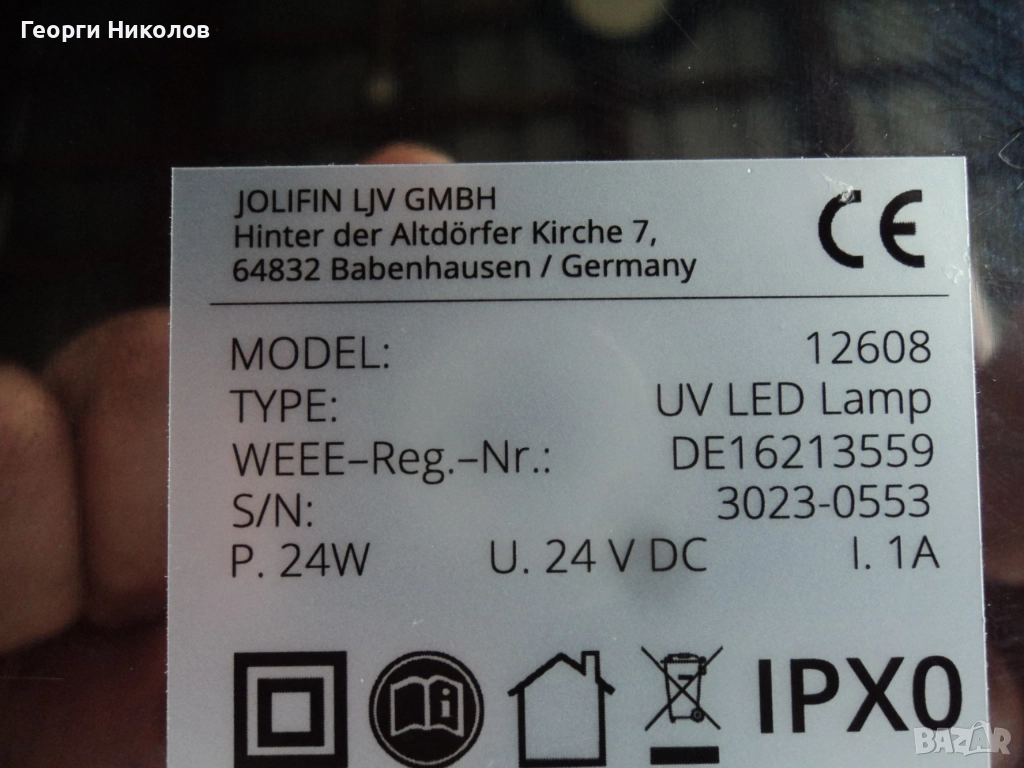 Георги Николов
JOLIFIN LJV GMBH
Hinter der Altdörfer Kirche 7,
64832 Babenhausen / Germany
CE
MODEL: 12608
TYPE: UV LED Lamp
WEEE–Reg.–Nr.: DE16213559
S/N: 3023-0553
P. 24W U. 24 V DC I. 1A
IPX0
BAZAR